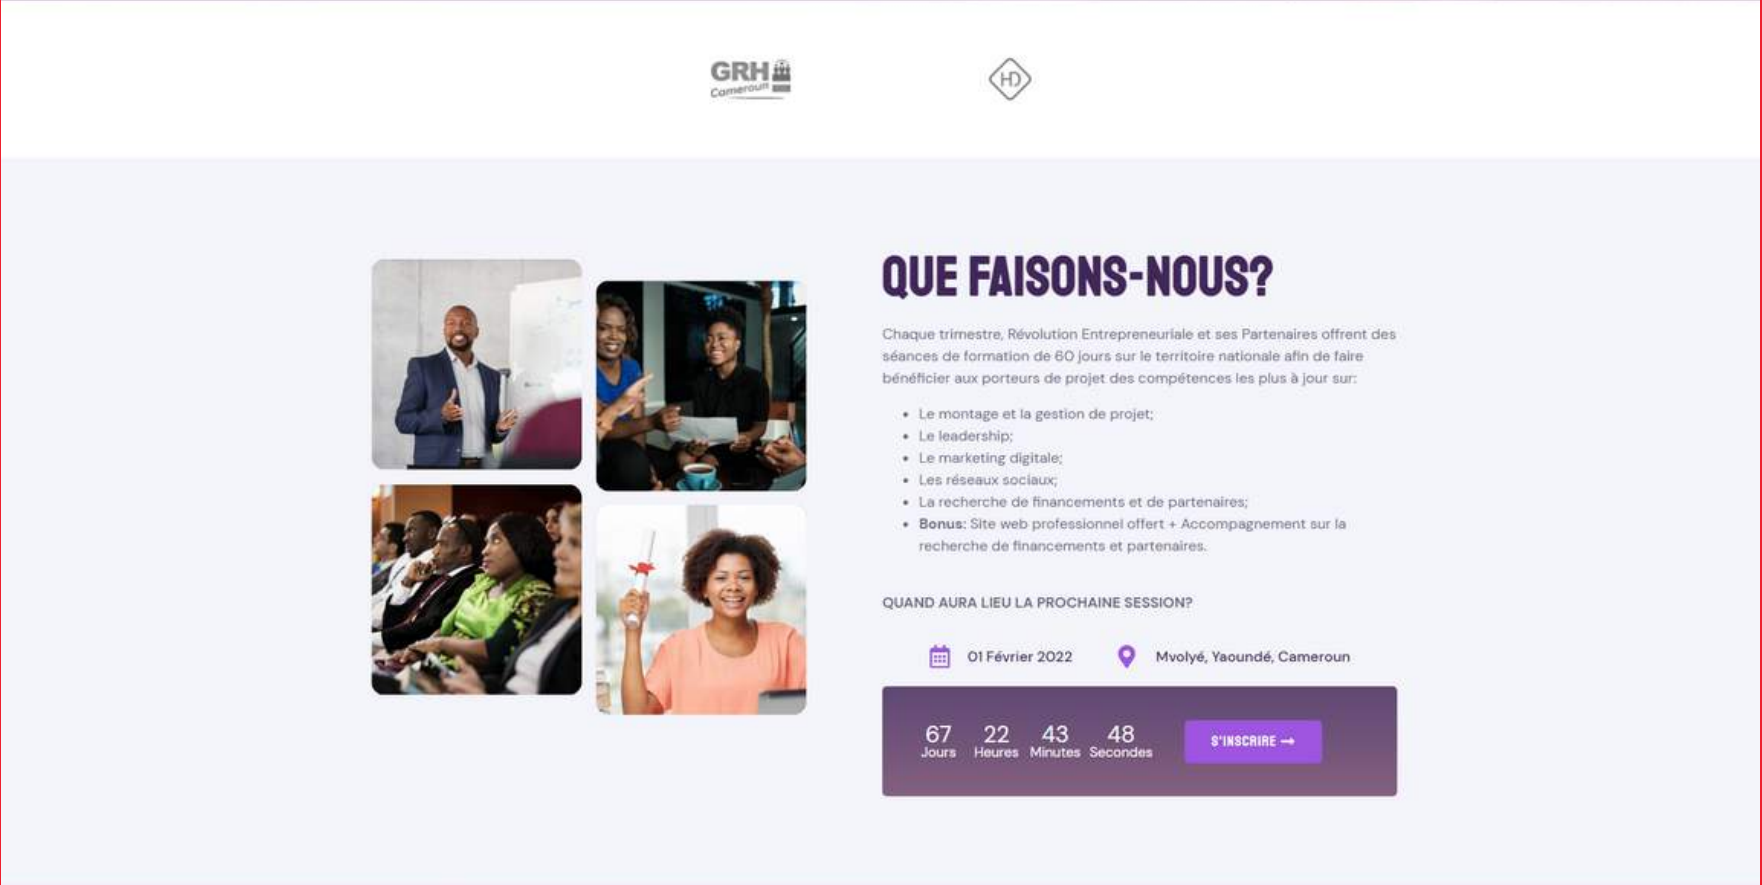 GRH
Cameroun
HD
QUE FAISONS-NOUS?
Chaque trimestre, Révolution Entrepreneuriale et ses Partenaires offrent des
séances de formation de 60 jours sur le territoire nationale afin de faire
bénéficier aux porteurs de projet des compétences les plus à jour sur:
• Le montage et la gestion de projet;
• Le leadership;
• Le marketing digitale;
• Les réseaux sociaux;
• La recherche de financements et de partenaires;
• Bonus: Site web professionnel offert + Accompagnement sur la
recherche de financements et partenaires.
QUAND AURA LIEU LA PROCHAINE SESSION?
01 Février 2022 Mvolyé, Yaoundé, Cameroun
67 22 43 48
Jours Heures Minutes Secondes
S'INSCRIRE →